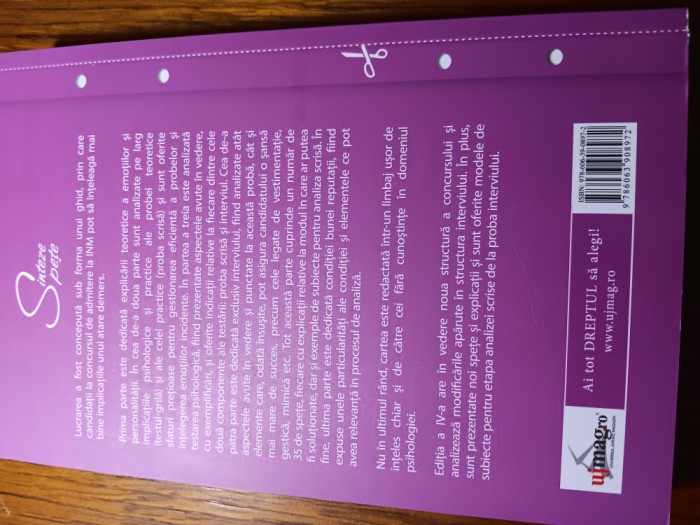 Sinteze
Spețe
Lucrarea a fost concepută sub forma unui ghid, prin care
candidații la concursul de admitere la INM pot să înțeleagă mai
bine implicațiile unui atare demers.
Prima parte este dedicată explicării teoretice a emoțiilor și
personalității. În cea de-a doua parte sunt analizate pe larg
implicațiile psihologice și practice ale probei teoretice
(testul-grilă) și ale celei practice (proba scrisă) și sunt oferite
sfaturi prețioase pentru gestionarea eficientă a probelor și
înțelegerea emoțiilor incidente. În partea a treia este analizată
testarea psihologică, fiind prezentate aspectele avute în vedere,
cu exemplificări, și oferite indicații relative la fiecare dintre cele
două componente ale testării: proba scrisă și interviul. Cea de-a
patra parte este dedicată exclusiv interviului, fiind analizate atât
aspectele avute în vedere și punctate la această probă, cât și
elemente care, odată însușite, pot asigura candidatului o șansă
mai mare de succes, precum cele legate de vestimentație,
gestică, mimică etc. Tot această parte cuprinde un număr de
35 de spețe, fiecare cu explicații relative la modul în care ar putea
fi soluționate, dar și exemple de subiecte pentru analiza scrisă. În
fine, ultima parte este dedicată condiției bunei reputații, fiind
expuse unele particularități ale condiției și elementele ce pot
avea relevanță în procesul de analiză.
Nu în ultimul rând, cartea este redactată într-un limbaj ușor de
înțeles chiar și de către cei fără cunoștințe în domeniul
psihologiei.
Ediția a IV-a are în vedere noua structură a concursului și
analizează modificările apărute în structura interviului. În plus,
sunt prezentate noi spețe și explicații și sunt oferite modele de
subiecte pentru etapa analizei scrise de la proba interviului.
ujmag.ro
Ai tot DREPTUL să alegi!
www.ujmag.ro
ISBN: 978-606-39-0897-2
9 786063 908972